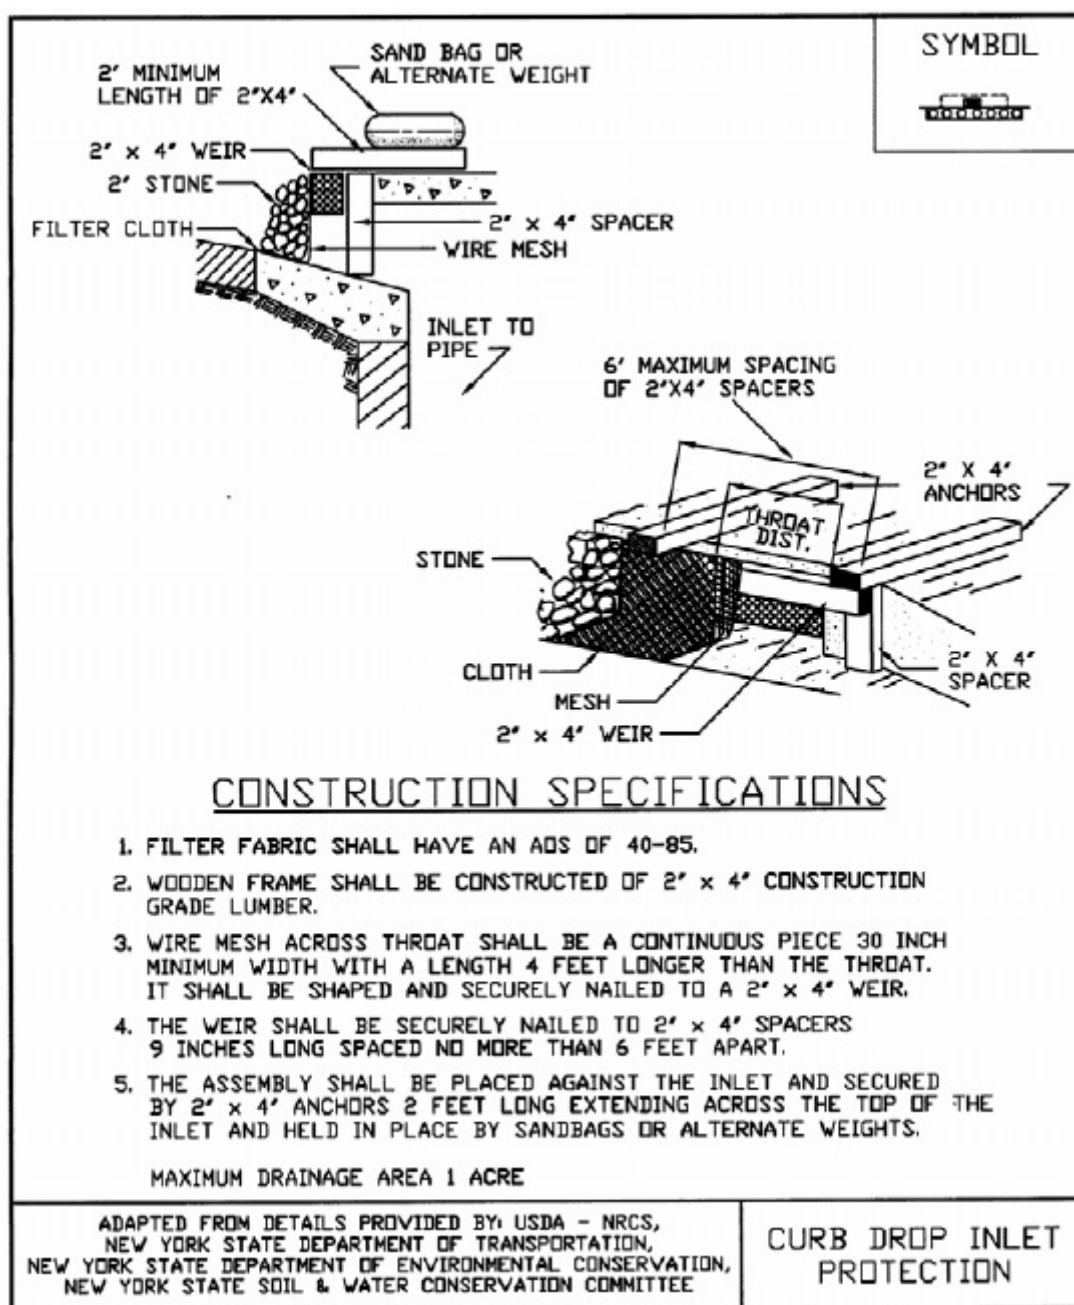 SYMBOL
SAND BAG OR
ALTERNATE WEIGHT
2' MINIMUM
LENGTH OF 2"X4"
2" x 4" WEIR
2" STONE
FILTER CLOTH
2" x 4" SPACER
WIRE MESH
INLET TO
PIPE
6' MAXIMUM SPACING
OF 2"X4" SPACERS
2" X 4"
ANCHORS
THROAT
DIST.
STONE
CLOTH
MESH
2" x 4" WEIR
2" X 4"
SPACER
CONSTRUCTION SPECIFICATIONS
1. FILTER FABRIC SHALL HAVE AN AOS OF 40-85.
2. WOODEN FRAME SHALL BE CONSTRUCTED OF 2" x 4" CONSTRUCTION
GRADE LUMBER.
3. WIRE MESH ACROSS THROAT SHALL BE A CONTINUOUS PIECE 30 INCH
MINIMUM WIDTH WITH A LENGTH 4 FEET LONGER THAN THE THROAT.
IT SHALL BE SHAPED AND SECURELY NAILED TO A 2" x 4" WEIR.
4. THE WEIR SHALL BE SECURELY NAILED TO 2" x 4" SPACERS
9 INCHES LONG SPACED NO MORE THAN 6 FEET APART.
5. THE ASSEMBLY SHALL BE PLACED AGAINST THE INLET AND SECURED
BY 2" x 4" ANCHORS 2 FEET LONG EXTENDING ACROSS THE TOP OF THE
INLET AND HELD IN PLACE BY SANDBAGS OR ALTERNATE WEIGHTS.
MAXIMUM DRAINAGE AREA 1 ACRE
ADAPTED FROM DETAILS PROVIDED BY: USDA - NRCS,
NEW YORK STATE DEPARTMENT OF TRANSPORTATION,
NEW YORK STATE DEPARTMENT OF ENVIRONMENTAL CONSERVATION,
NEW YORK STATE SOIL & WATER CONSERVATION COMMITTEE
CURB DROP INLET
PROTECTION